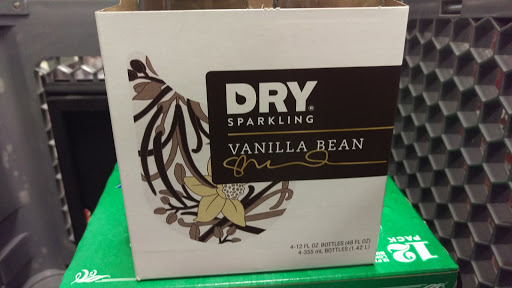 DRY®
SPARKLING
VANILLA BEAN
4-12 FL OZ BOTTLES (48 FL OZ)
4-355 mL BOTTLES (1.42 L)
12
PACK